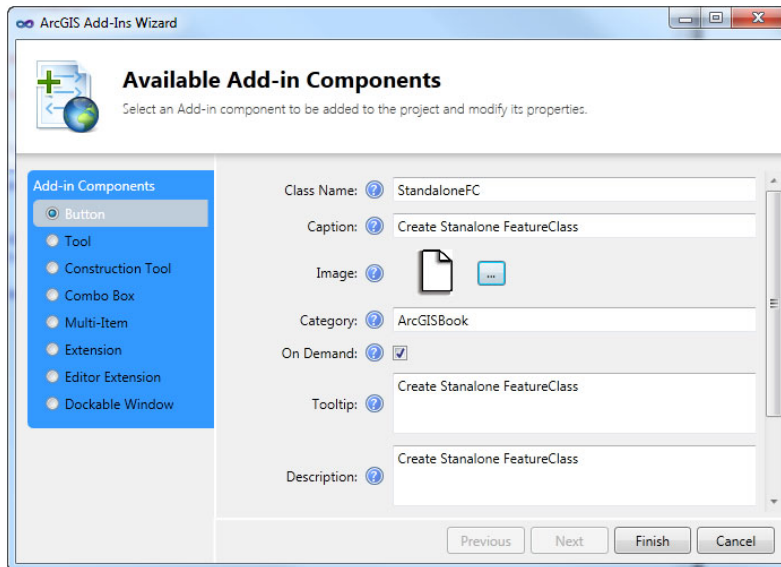 ArcGIS Add-Ins Wizard
Available Add-in Components
Select an Add-in component to be added to the project and modify its properties.
Add-in Components
Button
Tool
Construction Tool
Combo Box
Multi-Item
Extension
Editor Extension
Dockable Window
Class Name: StandaloneFC
Caption: Create Stanalone FeatureClass
Image: ...
Category: ArcGISBook
On Demand:
Tooltip: Create Stanalone FeatureClass
Description: Create Stanalone FeatureClass
Previous Next Finish Cancel